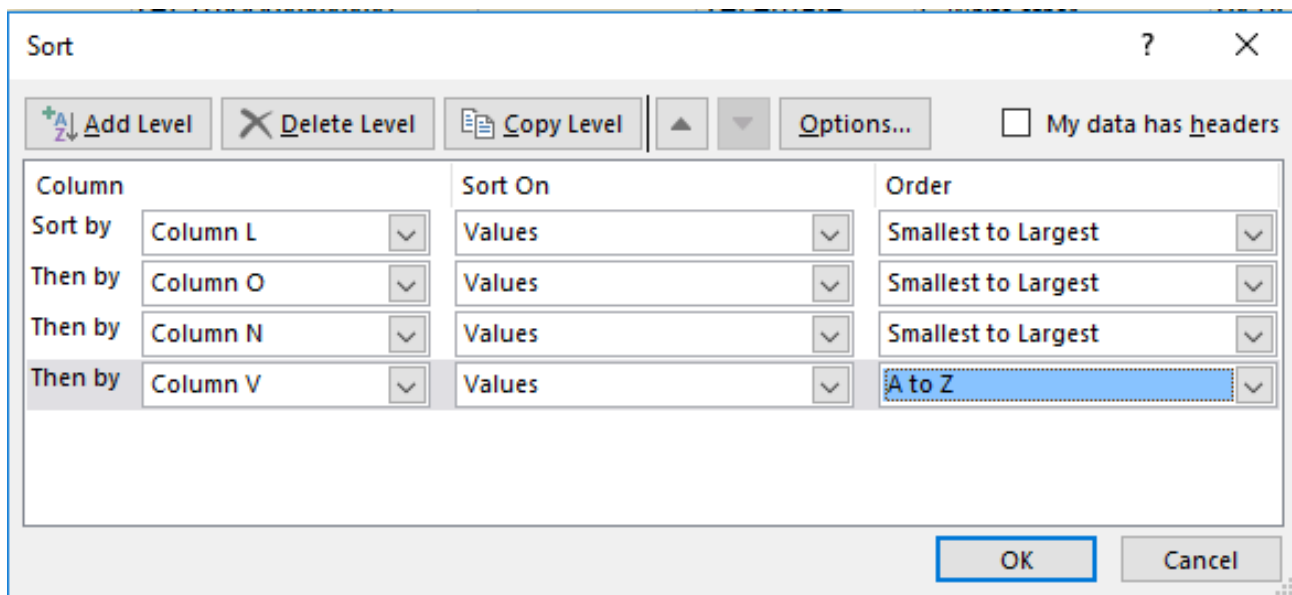 Sort ?
Add Level Delete Level Copy Level Options... My data has headers
Column Sort On Order
Sort by Column L Values Smallest to Largest
Then by Column O Values Smallest to Largest
Then by Column N Values Smallest to Largest
Then by Column V Values A to Z
OK Cancel